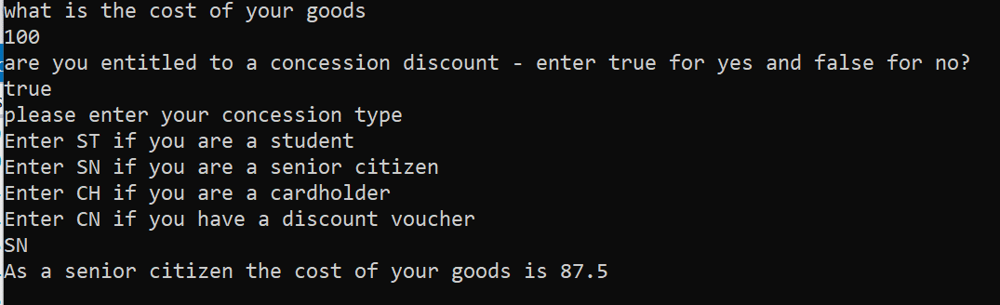 what is the cost of your goods
100
are you entitled to a concession discount - enter true for yes and false for no?
true
please enter your concession type
Enter ST if you are a student
Enter SN if you are a senior citizen
Enter CH if you are a cardholder
Enter CN if you have a discount voucher
SN
As a senior citizen the cost of your goods is 87.5